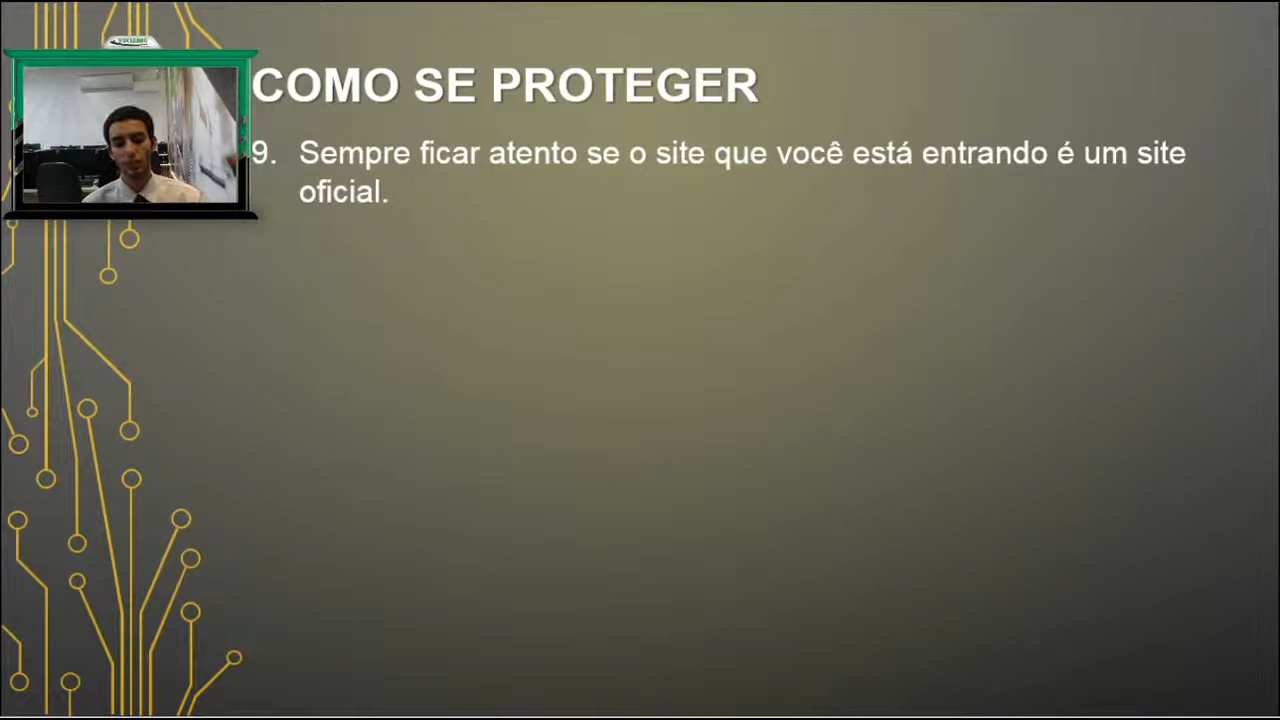 COMO SE PROTEGER
9. Sempre ficar atento se o site que você está entrando é um site
oficial.